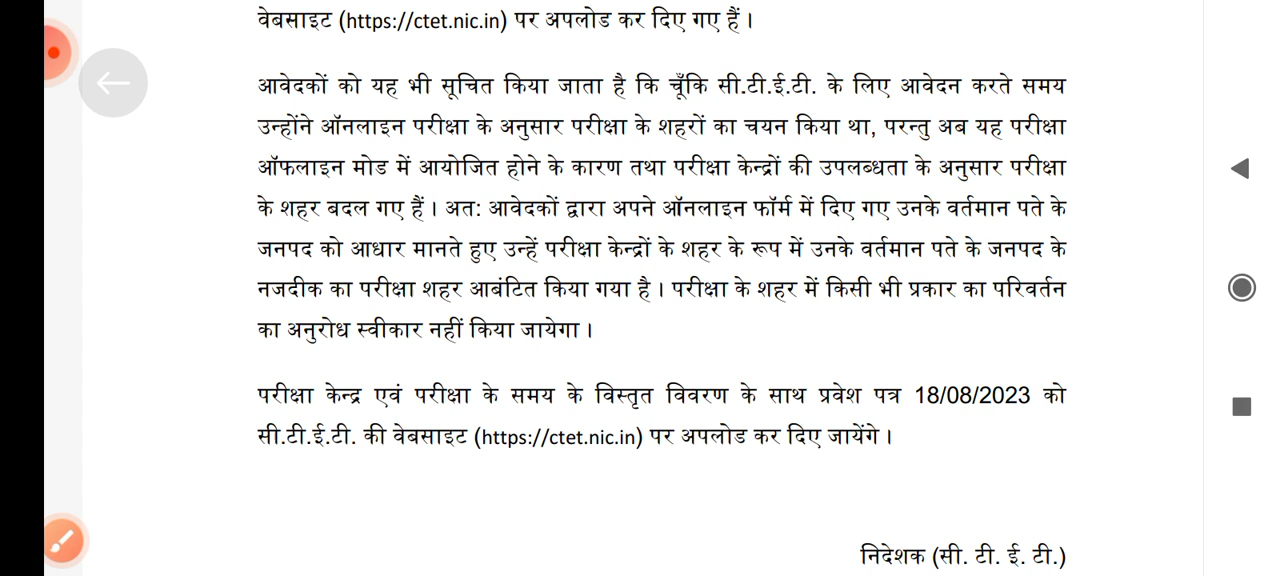 वेबसाइट (https://ctet.nic.in) पर अपलोड कर दिए गए हैं ।
आवेदकों को यह भी सूचित किया जाता है कि चूँकि सी.टी.ई.टी. के लिए आवेदन करते समय
उन्होंने ऑनलाइन परीक्षा के अनुसार परीक्षा के शहरों का चयन किया था, परन्तु अब यह परीक्षा
ऑफलाइन मोड में आयोजित होने के कारण तथा परीक्षा केन्द्रों की उपलब्धता के अनुसार परीक्षा
के शहर बदल गए हैं । अत: आवेदकों द्वारा अपने ऑनलाइन फॉर्म में दिए गए उनके वर्तमान पते के
जनपद को आधार मानते हुए उन्हें परीक्षा केन्द्रों के शहर के रूप में उनके वर्तमान पते के जनपद के
नजदीक का परीक्षा शहर आबंटित किया गया है । परीक्षा के शहर में किसी भी प्रकार का परिवर्तन
का अनुरोध स्वीकार नहीं किया जायेगा ।
परीक्षा केन्द्र एवं परीक्षा के समय के विस्तृत विवरण के साथ प्रवेश पत्र 18/08/2023 को
सी.टी.ई.टी. की वेबसाइट (https://ctet.nic.in) पर अपलोड कर दिए जायेंगे ।
निदेशक (सी. टी. ई. टी.)